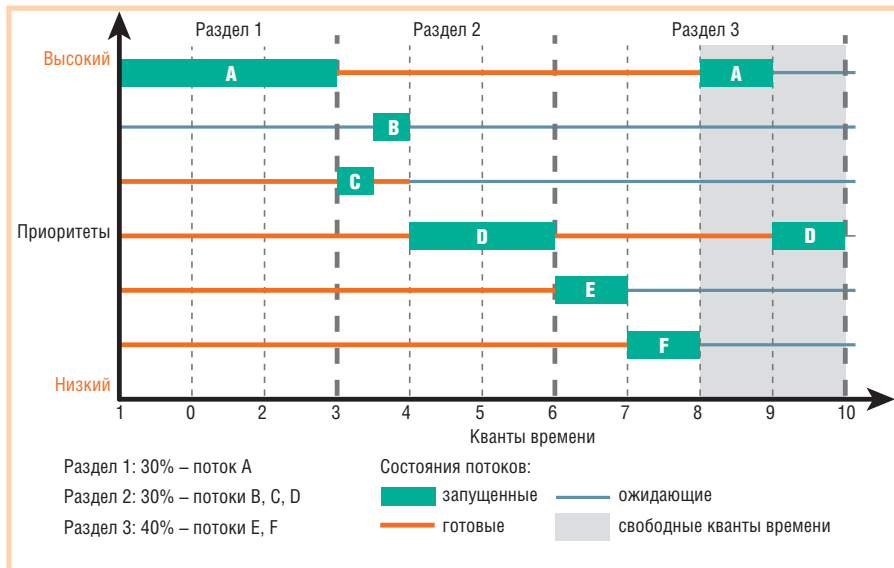 Раздел 1 Раздел 2 Раздел 3
Высокий
A A
B
C
Приоритеты
D D
E
F
Низкий
1 0 2 3 4 5 6 7 8 9 10
Кванты времени
Раздел 1: 30% – поток A
Раздел 2: 30% – потоки B, C, D
Раздел 3: 40% – потоки E, F
Состояния потоков:
запущенные ожидающие
готовые свободные кванты времени